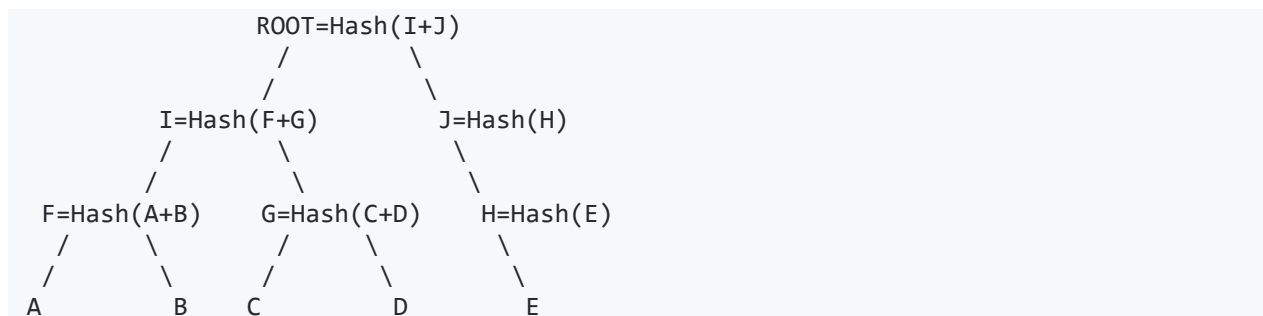 ROOT=Hash(I+J)
/ \
/ \
I=Hash(F+G) J=Hash(H)
/ \ \
/ \ \
F=Hash(A+B) G=Hash(C+D) H=Hash(E)
/ \ / \ \
/ \ / \ \
A B C D E